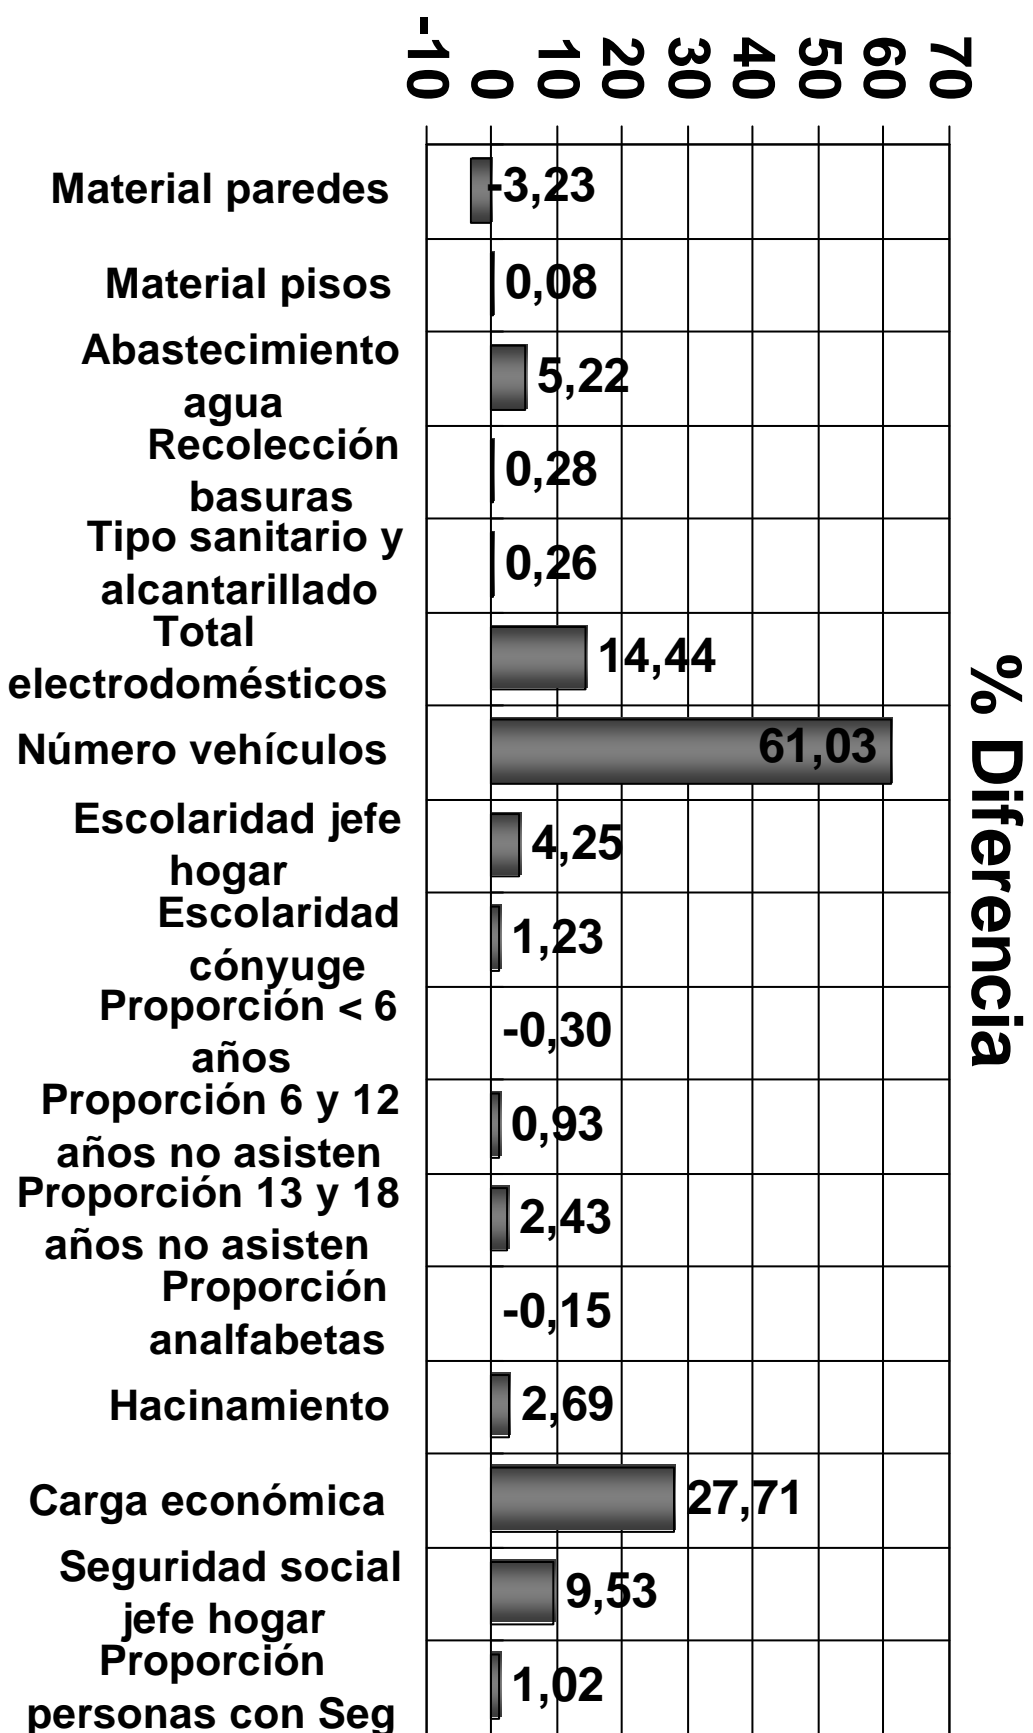 -10
0
10
20
30
40
50
60
70
% Diferencia
Material paredes
-3,23
Material pisos
0,08
Abastecimiento
agua
5,22
Recolección
basuras
0,28
Tipo sanitario y
alcantarillado
0,26
Total
electrodomésticos
14,44
Número vehículos
61,03
Escolaridad jefe
hogar
4,25
Escolaridad
cónyuge
1,23
Proporción < 6
años
-0,30
Proporción 6 y 12
años no asisten
0,93
Proporción 13 y 18
años no asisten
2,43
Proporción
analfabetas
-0,15
Hacinamiento
2,69
Carga económica
27,71
Seguridad social
jefe hogar
9,53
Proporción
personas con Seg
1,02